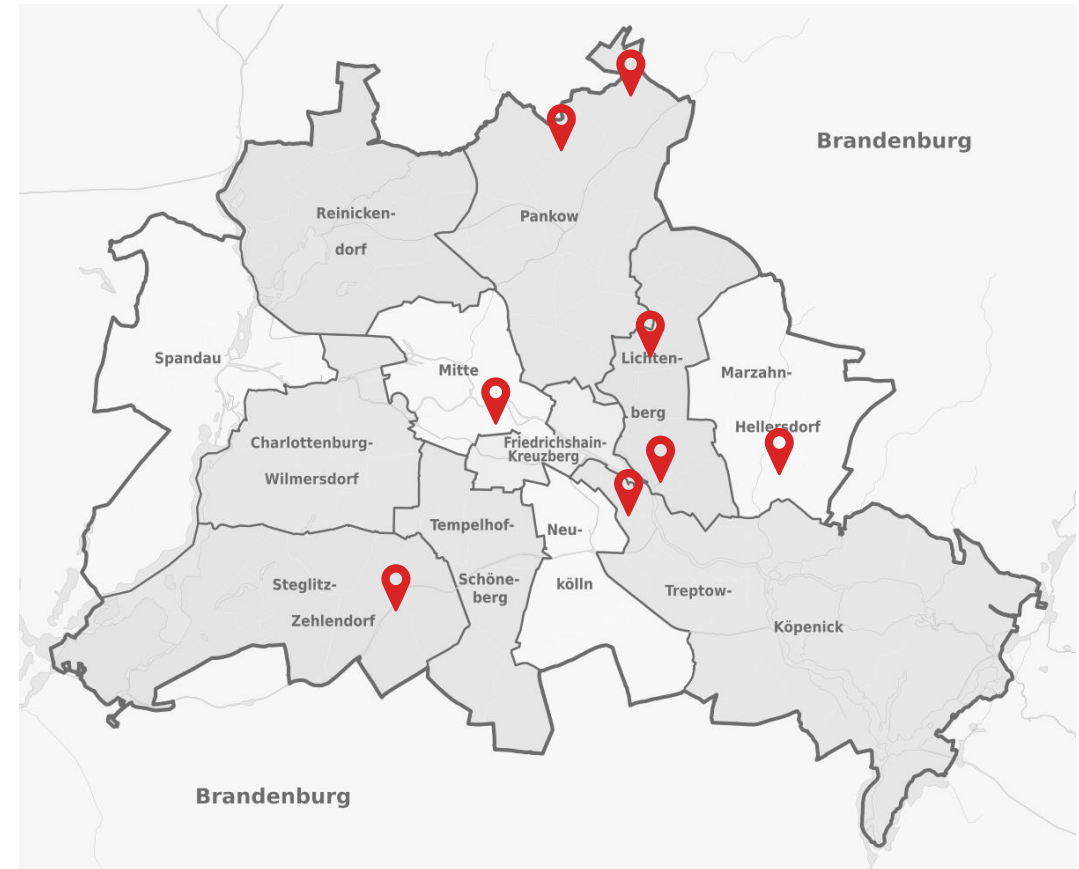 Brandenburg
Reinicken-
dorf
Pankow
Spandau
Mitte
Lichten-
berg
Marzahn-
Hellersdorf
Charlottenburg-
Wilmersdorf
Friedrichshain-
Kreuzberg
Tempelhof-
Schöne-
berg
Neu-
kölln
Steglitz-
Zehlendorf
Treptow-
Köpenick
Brandenburg